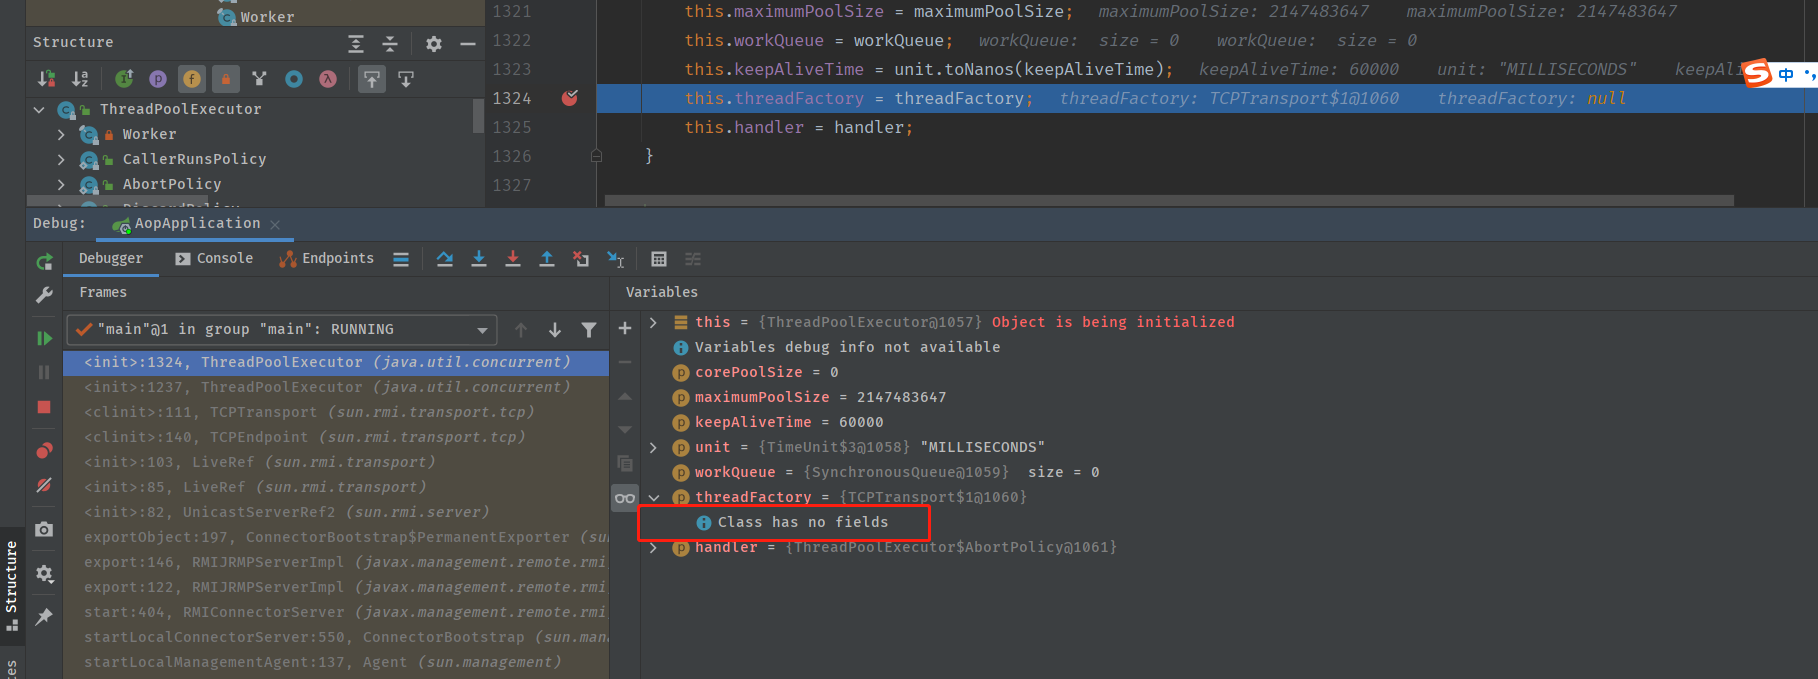 Worker
Structure
ThreadPoolExecutor
Worker
CallerRunsPolicy
AbortPolicy
DiscardPolicy
1321 this.maximumPoolSize = maximumPoolSize; maximumPoolSize: 2147483647 maximumPoolSize: 2147483647
1322 this.workQueue = workQueue; workQueue: size = 0 workQueue: size = 0
1323 this.keepAliveTime = unit.toNanos(keepAliveTime); keepAliveTime: 60000 unit: "MILLISECONDS" keepAli
1324 this.threadFactory = threadFactory; threadFactory: TCPTransport$1@1060 threadFactory: null
1325 this.handler = handler;
1326 }
1327
S 中
Debug: AopApplication
Debugger Console Endpoints
Frames
"main"@1 in group "main": RUNNING
<init>:1324, ThreadPoolExecutor (java.util.concurrent)
<init>:1237, ThreadPoolExecutor (java.util.concurrent)
<clinit>:111, TCPTransport (sun.rmi.transport.tcp)
<clinit>:140, TCPEndpoint (sun.rmi.transport.tcp)
<init>:103, LiveRef (sun.rmi.transport)
<init>:85, LiveRef (sun.rmi.transport)
<init>:82, UnicastServerRef2 (sun.rmi.server)
exportObject:197, ConnectorBootstrap$PermanentExporter (su
export:146, RMIJRMPServerImpl (javax.management.remote.rmi
export:122, RMIJRMPServerImpl (javax.management.remote.rmi
start:404, RMIConnectorServer (javax.management.remote.rmi
startLocalConnectorServer:550, ConnectorBootstrap (sun.man
startLocalManagementAgent:137, Agent (sun.management)
Variables
this = {ThreadPoolExecutor@1057} Object is being initialized
Variables debug info not available
corePoolSize = 0
maximumPoolSize = 2147483647
keepAliveTime = 60000
unit = {TimeUnit$3@1058} "MILLISECONDS"
workQueue = {SynchronousQueue@1059} size = 0
threadFactory = {TCPTransport$1@1060}
Class has no fields
handler = {ThreadPoolExecutor$AbortPolicy@1061}
Structure